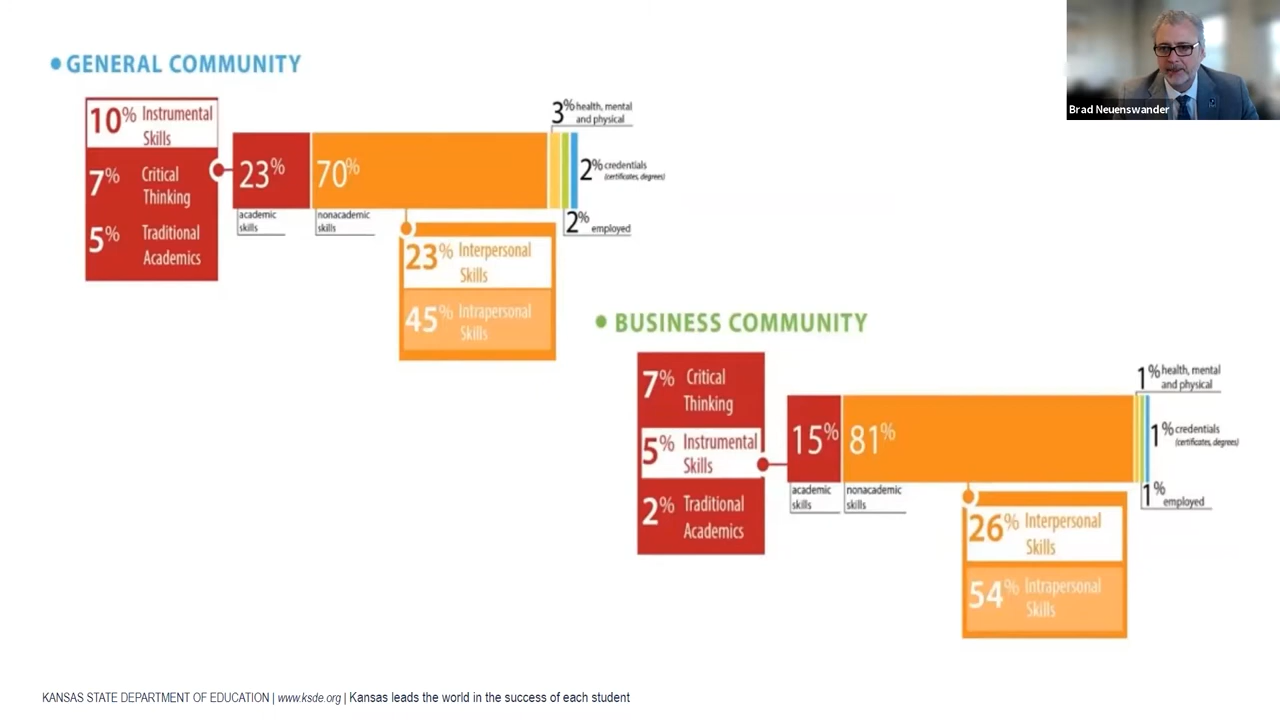 • GENERAL COMMUNITY
10% Instrumental
Skills
7% Critical
Thinking
5% Traditional
Academics
23%
academic
skills
70%
nonacademic
skills
3% health, mental
and physical
2% credentials
(certificates, degrees)
2% employed
23% Interpersonal
Skills
45% Intrapersonal
Skills
Brad Neuenswander
• BUSINESS COMMUNITY
7% Critical
Thinking
5% Instrumental
Skills
2% Traditional
Academics
15%
academic
skills
81%
nonacademic
skills
1% health, mental
and physical
1% credentials
(certificates, degrees)
1% employed
26% Interpersonal
Skills
54% Intrapersonal
Skills
KANSAS STATE DEPARTMENT OF EDUCATION | www.ksde.org | Kansas leads the world in the success of each student